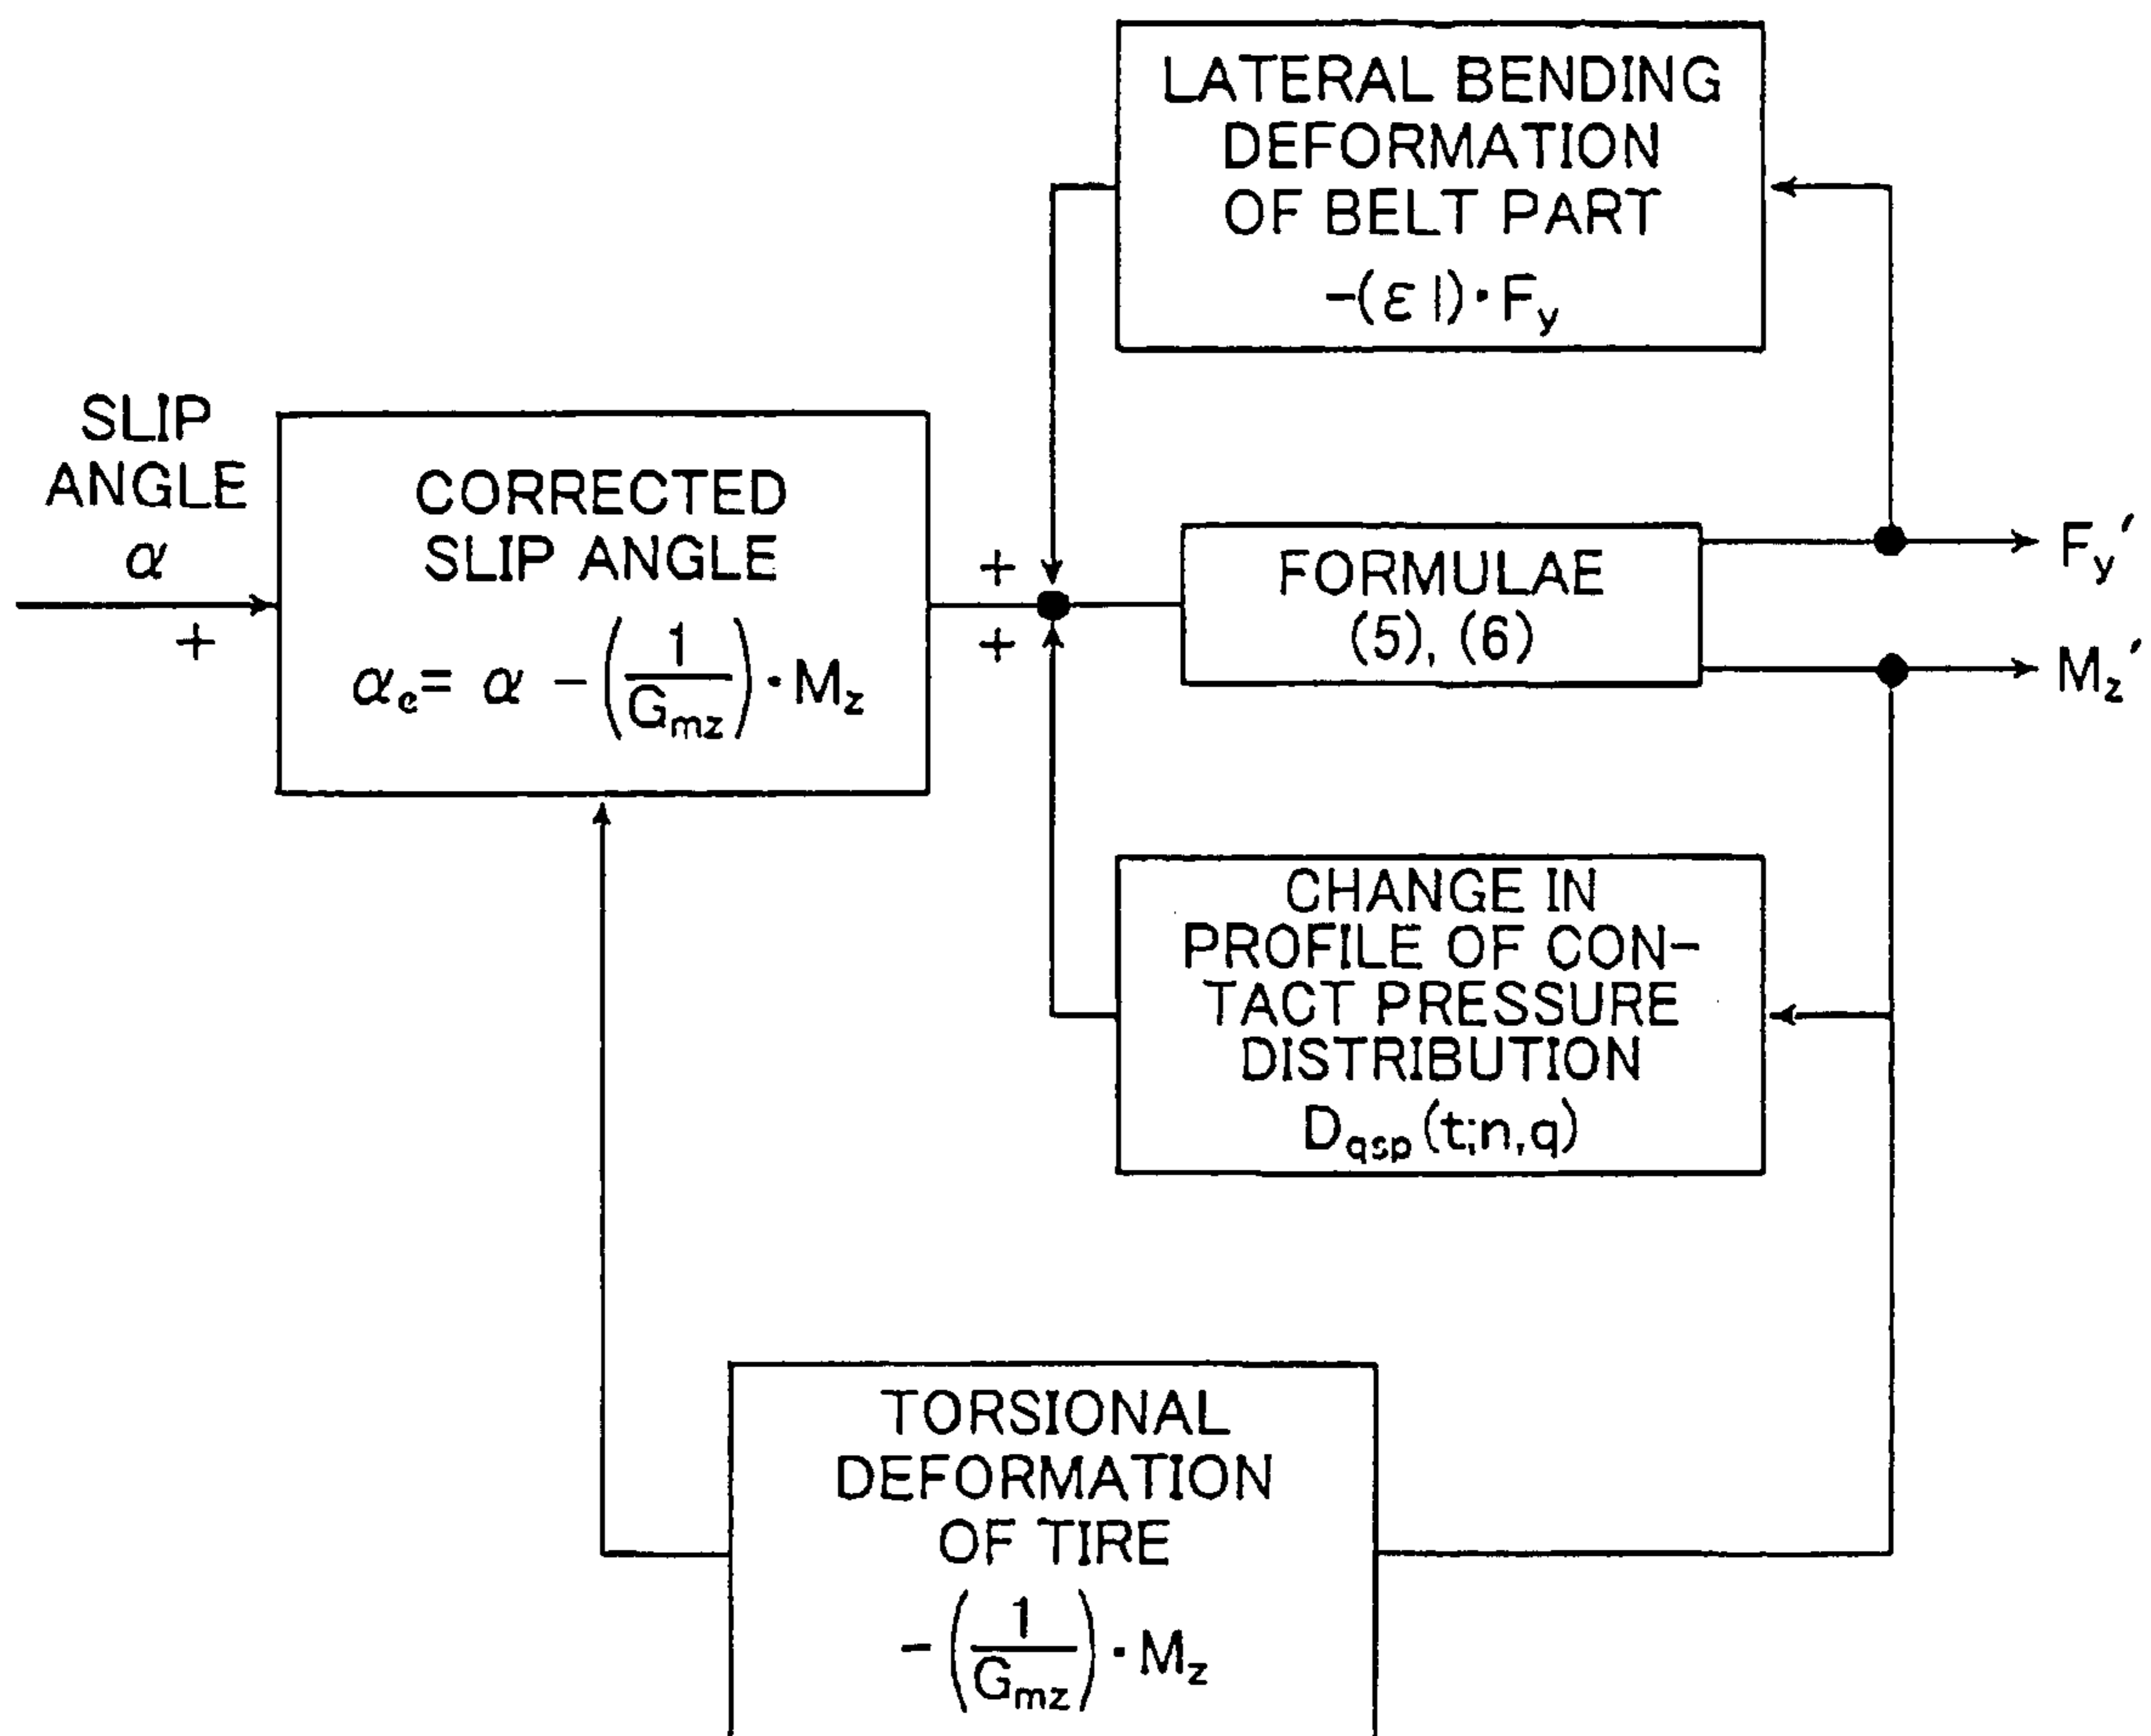 LATERAL BENDING
DEFORMATION
OF BELT PART
-(ε l)・F_y
SLIP
ANGLE
α
+
CORRECTED
SLIP ANGLE
α_e= α - (1/G_mz)・M_z
+
+
FORMULAE
(5), (6)
F_y′
M_z′
CHANGE IN
PROFILE OF CON-
TACT PRESSURE
DISTRIBUTION
D_qsp(t;n,q)
TORSIONAL
DEFORMATION
OF TIRE
-(1/G_mz)・M_z